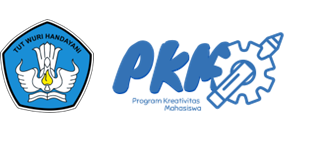 TUT WURI HANDAYANI
PKM
Program Kreativitas
Mahasiswa